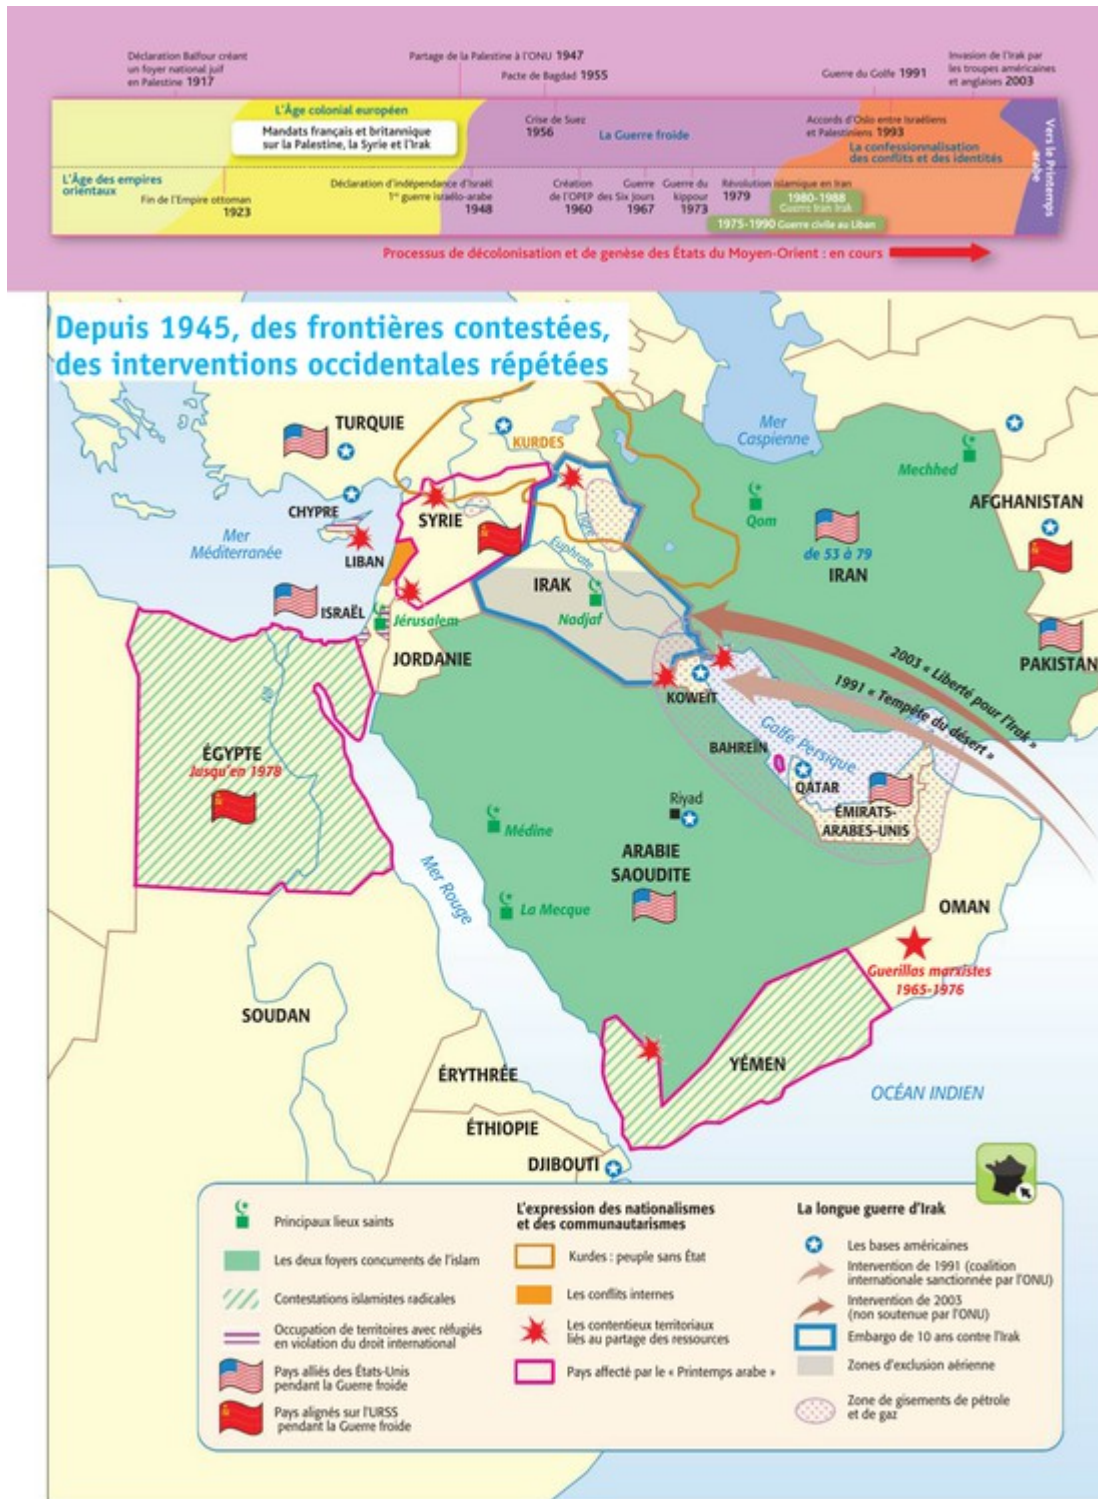 Déclaration Balfour créant
un foyer national juif
en Palestine 1917
Partage de la Palestine à l'ONU 1947
Pacte de Bagdad 1955
Guerre du Golfe 1991
Invasion de l'Irak par
les troupes américaines
et anglaises 2003
L'Âge colonial européen
Mandats français et britannique
sur la Palestine, la Syrie et l'Irak
Crise de Suez
1956
La Guerre froide
Accords d'Oslo entre Israéliens
et Palestiniens 1993
La confessionnalisation
des conflits et des identités
Vers le Printemps
arabe
L'Âge des empires
orientaux
Fin de l'Empire ottoman
1923
Déclaration d'indépendance d'Israël
1re guerre israélo-arabe
1948
Création
de l'OPEP
1960
Guerre
des Six Jours
1967
Guerre du
kippour
1973
Révolution islamique en Iran
1979
1980-1988
Guerre Iran Irak
1975-1990 Guerre civile au Liban
Processus de décolonisation et de genèse des États du Moyen-Orient : en cours
Depuis 1945, des frontières contestées,
des interventions occidentales répétées
TURQUIE
KURDES
Mer
Caspienne
Mechhed
AFGHANISTAN
CHYPRE
SYRIE
Qom
Mer
Méditerranée
Tigre
de 53 à 79
IRAN
LIBAN
Euphrate
IRAK
ISRAËL
Jérusalem
Nadjaf
JORDANIE
PAKISTAN
2003 « Liberté pour l'Irak »
1991 « Tempête du désert »
KOWEÏT
Nil
Golfe Persique
BAHREÏN
ÉGYPTE
Jusqu'en 1978
QATAR
Riyad
ÉMIRATS-
ARABES-UNIS
Médine
ARABIE
SAOUDITE
Mer Rouge
La Mecque
OMAN
Guerillas marxistes
1965-1976
SOUDAN
YÉMEN
ÉRYTHRÉE
OCÉAN INDIEN
ÉTHIOPIE
DJIBOUTI
Principaux lieux saints
Les deux foyers concurrents de l'islam
Contestations islamistes radicales
Occupation de territoires avec réfugiés
en violation du droit international
Pays alliés des États-Unis
pendant la Guerre froide
Pays alignés sur l'URSS
pendant la Guerre froide
L'expression des nationalismes
et des communautarismes
Kurdes : peuple sans État
Les conflits internes
Les contentieux territoriaux
liés au partage des ressources
Pays affecté par le « Printemps arabe »
La longue guerre d'Irak
Les bases américaines
Intervention de 1991 (coalition
internationale sanctionnée par l'ONU)
Intervention de 2003
(non soutenue par l'ONU)
Embargo de 10 ans contre l'Irak
Zones d'exclusion aérienne
Zone de gisements de pétrole
et de gaz